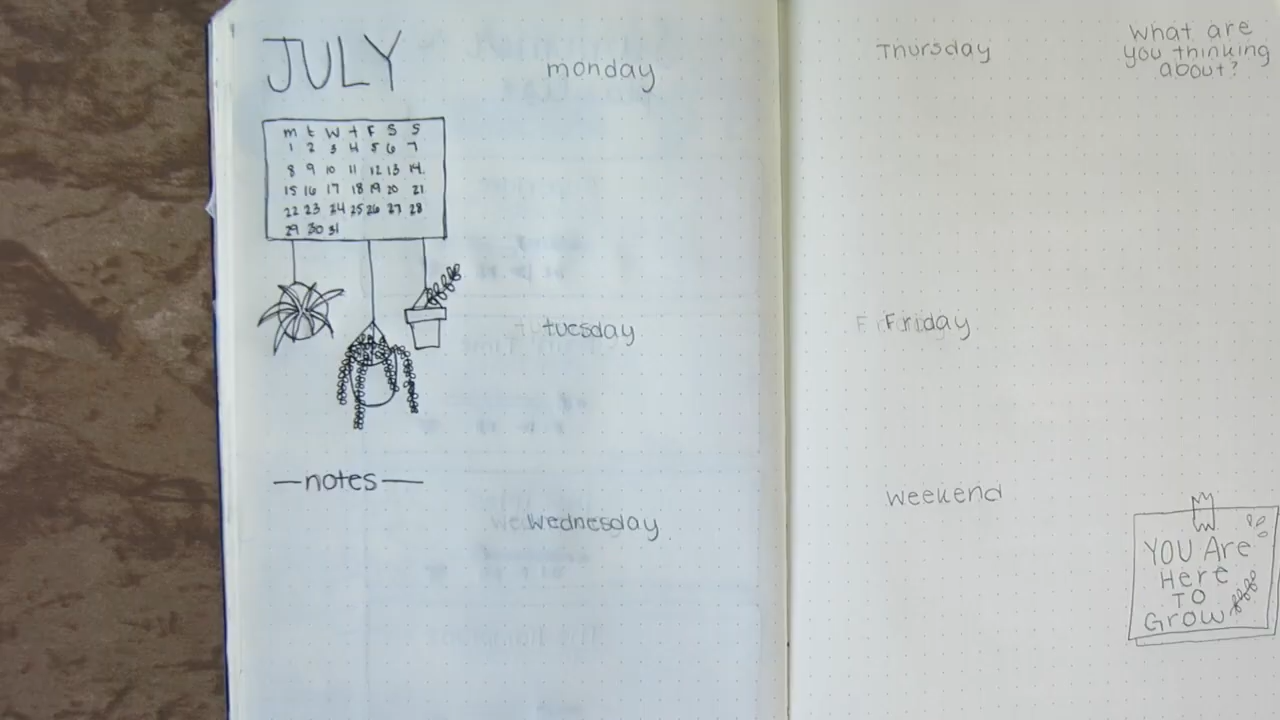 JULY
M t W t F S S
1 2 3 4 5 6 7
8 9 10 11 12 13 14
15 16 17 18 19 20 21
22 23 24 25 26 27 28
29 30 31
—notes—
monday
tuesday
Wednesday
Thursday
Friday
Weekend
What are
you thinking
about?
YOU Are
Here
TO
Grow